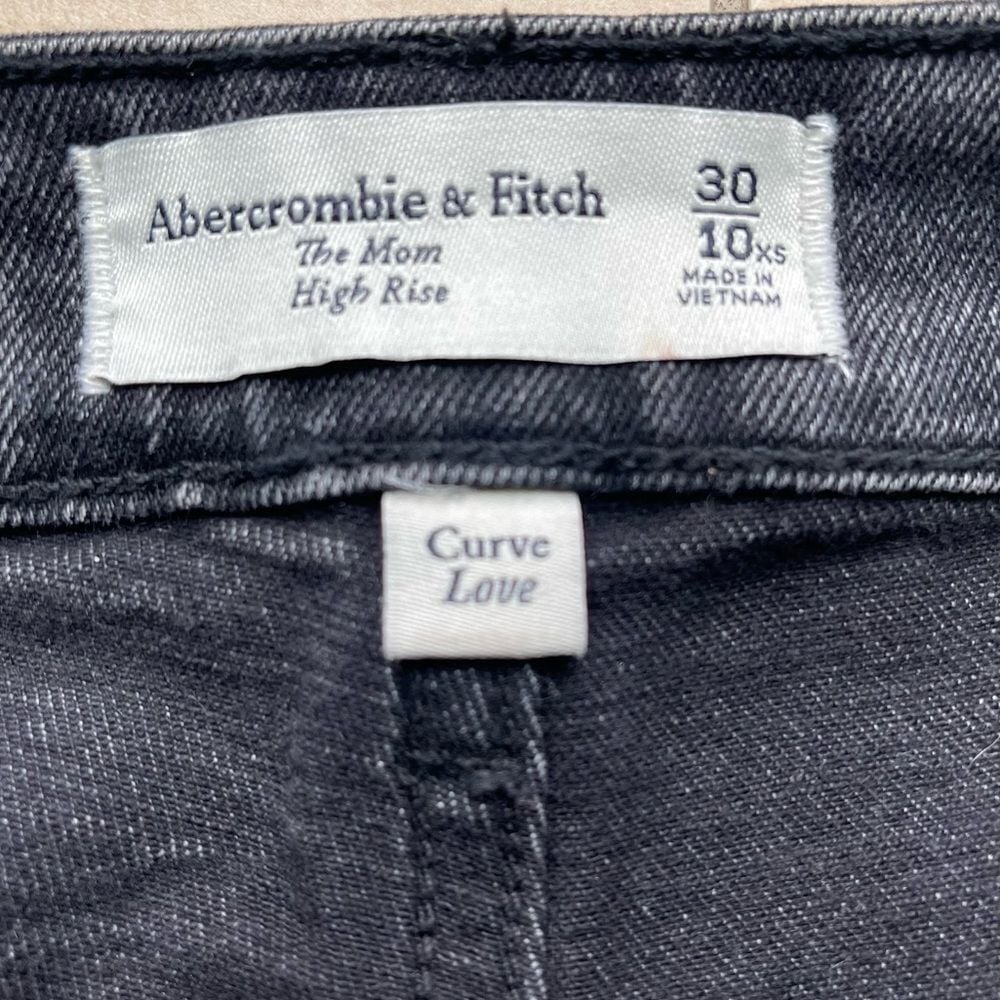 Abercrombie & Fitch
The Mom
High Rise
30
10XS
MADE IN
VIETNAM
Curve
Love